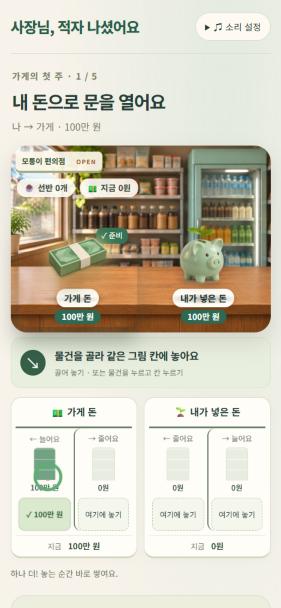 사장님, 적자 나셨어요
▶ ♫ 소리 설정
가게의 첫 주 · 1 / 5
내 돈으로 문을 열어요
나 → 가게 · 100만 원
모퉁이 편의점 OPEN
선반 0개 지금 0원
✓ 준비
가게 돈 내가 넣은 돈
100만 원 100만 원
물건을 골라 같은 그림 칸에 놓아요
끌어 놓기 · 또는 물건을 누르고 칸 누르기
가게 돈 내가 넣은 돈
← 늘어요 → 줄어요 ← 줄어요 → 늘어요
100만 원 0원 0원 0원
✓ 100만 원 여기에 놓기 여기에 놓기 여기에 놓기
지금 100만 원 지금 0원
하나 더! 놓는 순간 바로 쌓여요.